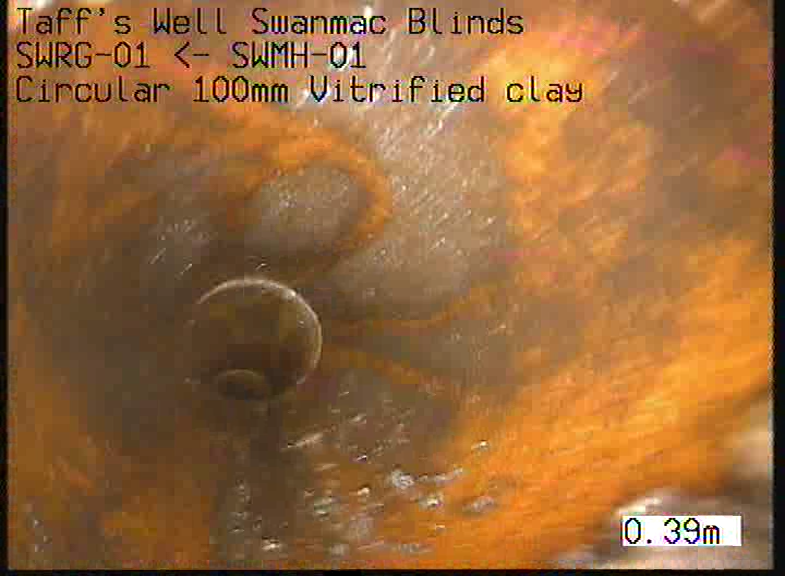 Taff's Well Swanmac Blinds
SWRG-01 <- SWMH-01
Circular 100mm Vitrified clay
0.39m